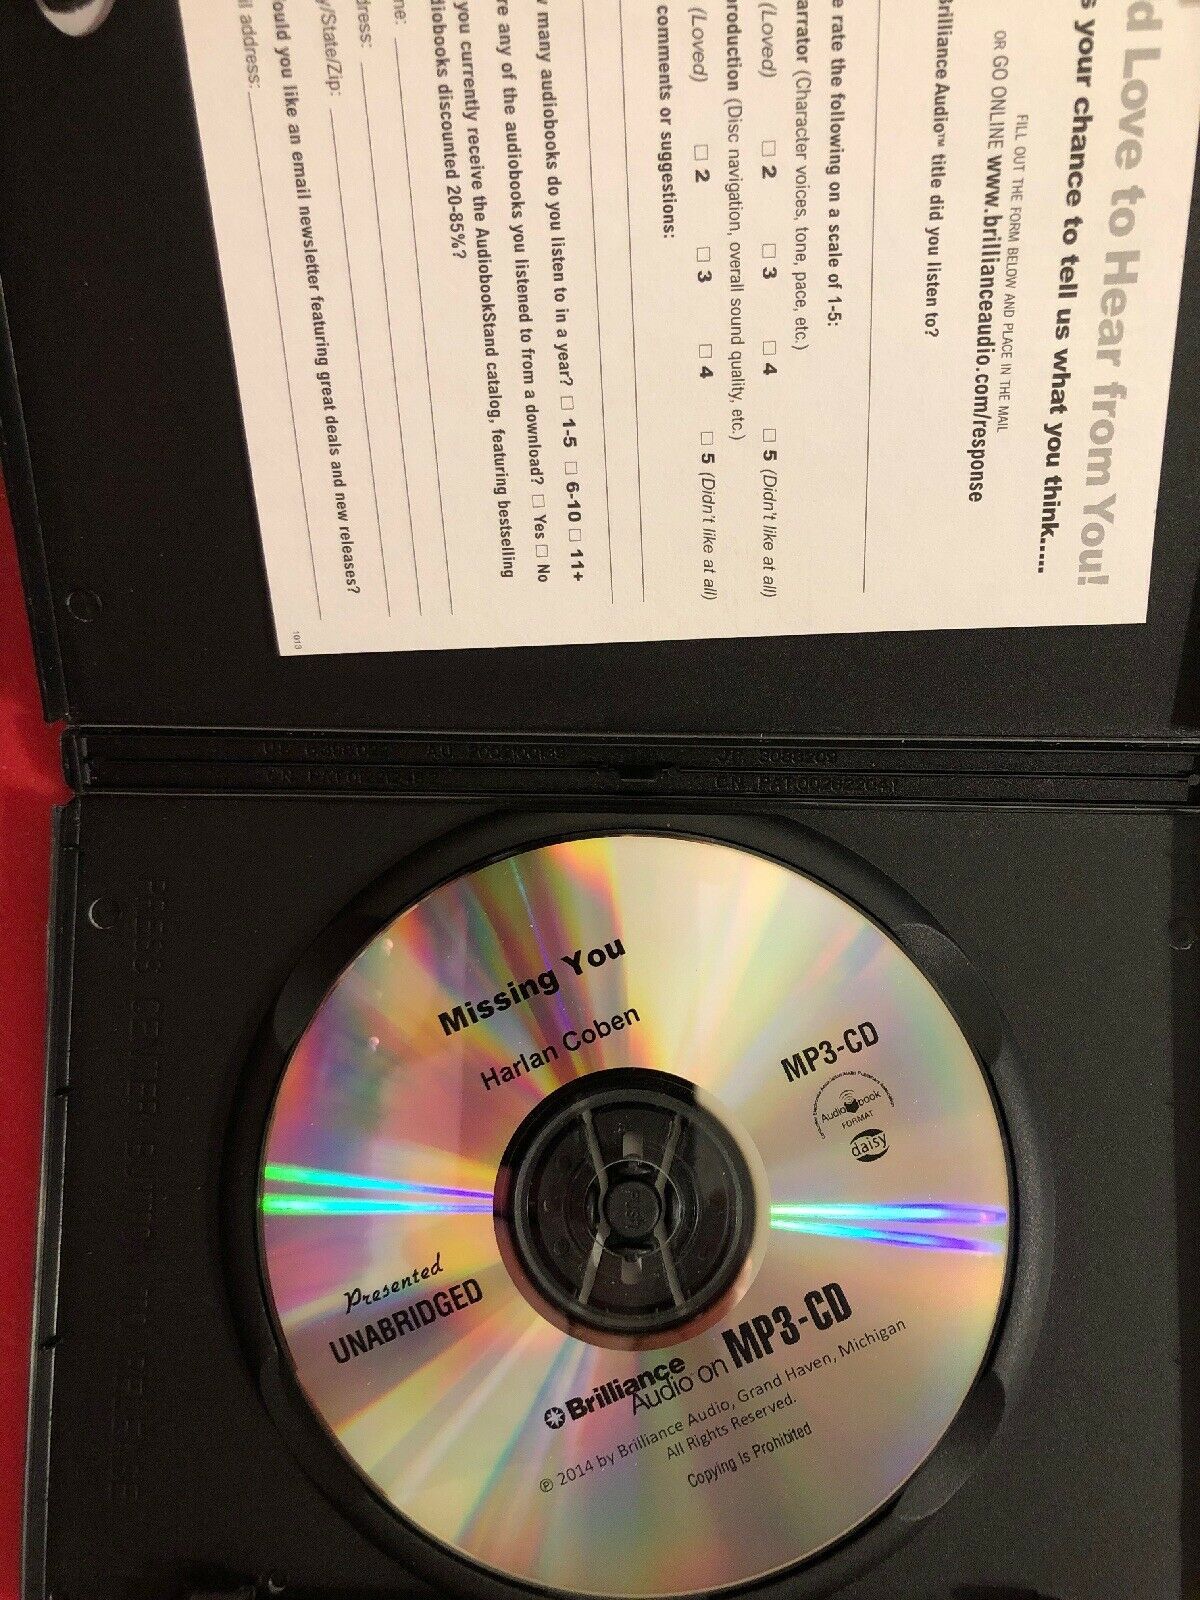 d Love to Hear from You!
s your chance to tell us what you think.....
FILL OUT THE FORM BELOW AND PLACE IN THE MAIL
OR GO ONLINE www.brillianceaudio.com/response
Brilliance Audio™ title did you listen to?
e rate the following on a scale of 1-5:
arrator (Character voices, tone, pace, etc.)
(Loved) □ 2 □ 3 □ 4 □ 5 (Didn't like at all)
roduction (Disc navigation, overall sound quality, etc.)
(Loved) □ 2 □ 3 □ 4 □ 5 (Didn't like at all)
comments or suggestions:
many audiobooks do you listen to in a year? □ 1-5 □ 6-10 □ 11+
re any of the audiobooks you listened to from a download? □ Yes □ No
you currently receive the AudiobookStand catalog, featuring bestselling
diobooks discounted 20-85%?
me:
dress:
y/State/Zip:
ould you like an email newsletter featuring great deals and new releases?
il address:
1013
Missing You
Harlan Coben
MP3-CD
Audiobook
FORMAT
daisy
Presented
UNABRIDGED
Brilliance
Audio on MP3-CD
℗ 2014 by Brilliance Audio, Grand Haven, Michigan
All Rights Reserved.
Copying Is Prohibited
PUSH